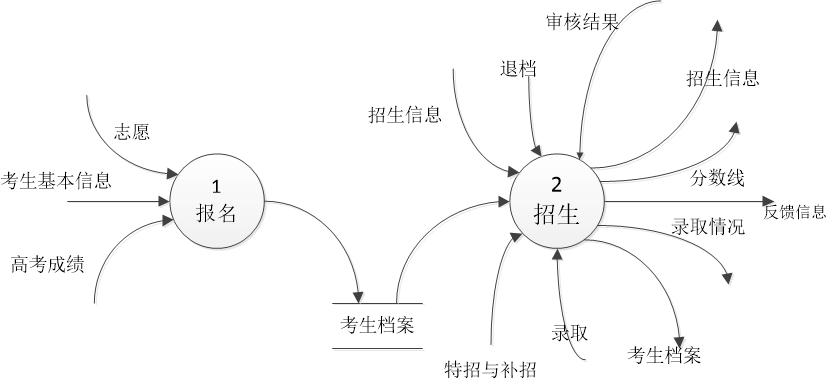 审核结果
退档
招生信息
招生信息
志愿
考生基本信息
1
报名
2
招生
分数线
反馈信息
录取情况
高考成绩
考生档案
录取
特招与补招
考生档案